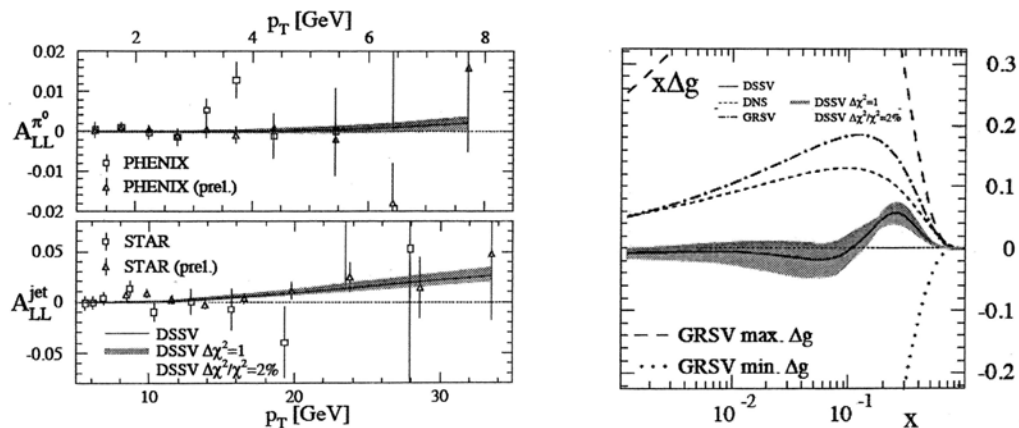 p_T [GeV]
2 4 6 8
0.02
0.01
0
-0.01
-0.02
A_LL^π⁰
PHENIX
PHENIX (prel.)
0.05
0
-0.05
A_LL^jet
STAR
STAR (prel.)
DSSV
DSSV Δχ²=1
DSSV Δχ²/χ²=2%
10 20 30
p_T [GeV]
xΔg
DSSV
DNS
GRSV
DSSV Δχ²=1
DSSV Δχ²/χ²=2%
0.3
0.2
0.1
0
-0.1
-0.2
GRSV max. Δg
GRSV min. Δg
10⁻² 10⁻¹ x